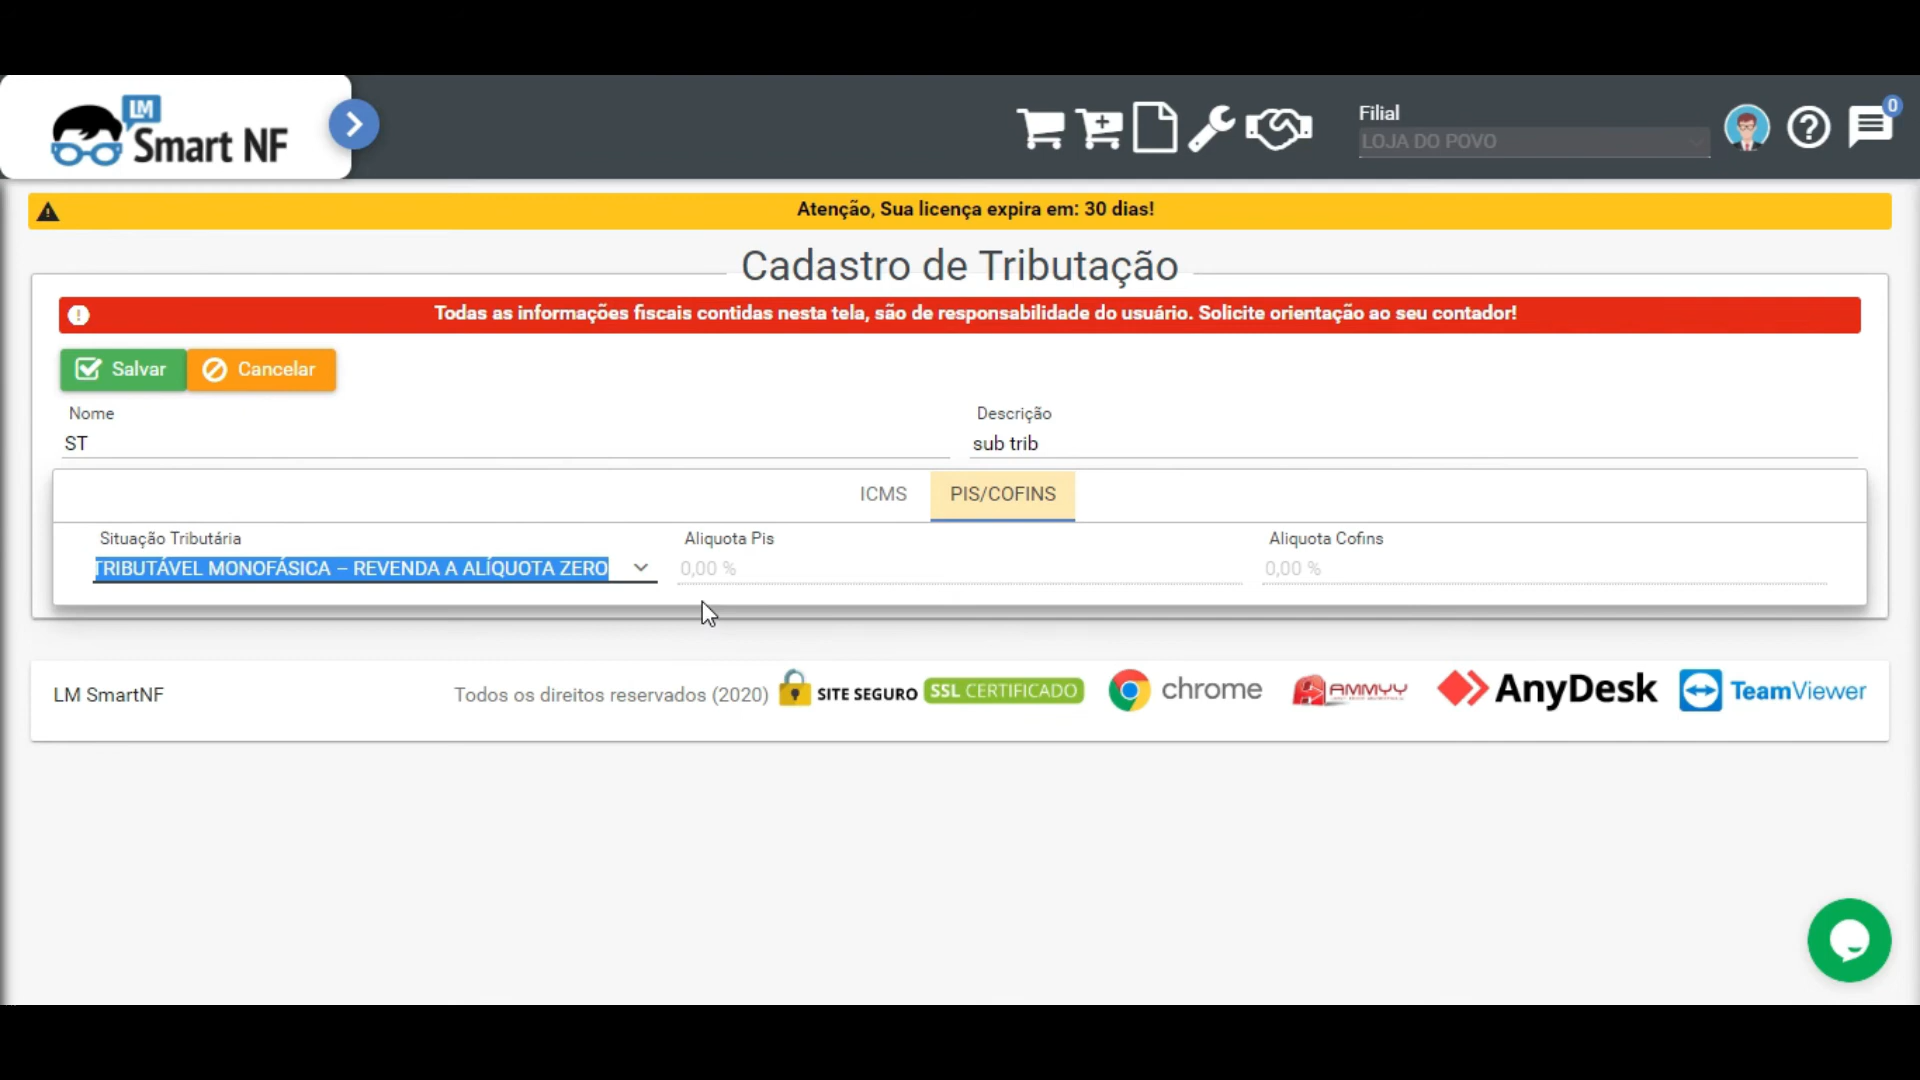 LM
Smart NF
Filial
LOJA DO POVO
0
Atenção, Sua licença expira em: 30 dias!
Cadastro de Tributação
Todas as informações fiscais contidas nesta tela, são de responsabilidade do usuário. Solicite orientação ao seu contador!
Salvar
Cancelar
Nome
Descrição
ST
sub trib
ICMS
PIS/COFINS
Situação Tributária
Aliquota Pis
Aliquota Cofins
TRIBUTÁVEL MONOFÁSICA – REVENDA A ALÍQUOTA ZERO
0,00 %
0,00 %
LM SmartNF
Todos os direitos reservados (2020)
SITE SEGURO
SSL CERTIFICADO
chrome
AMMYY
AnyDesk
TeamViewer